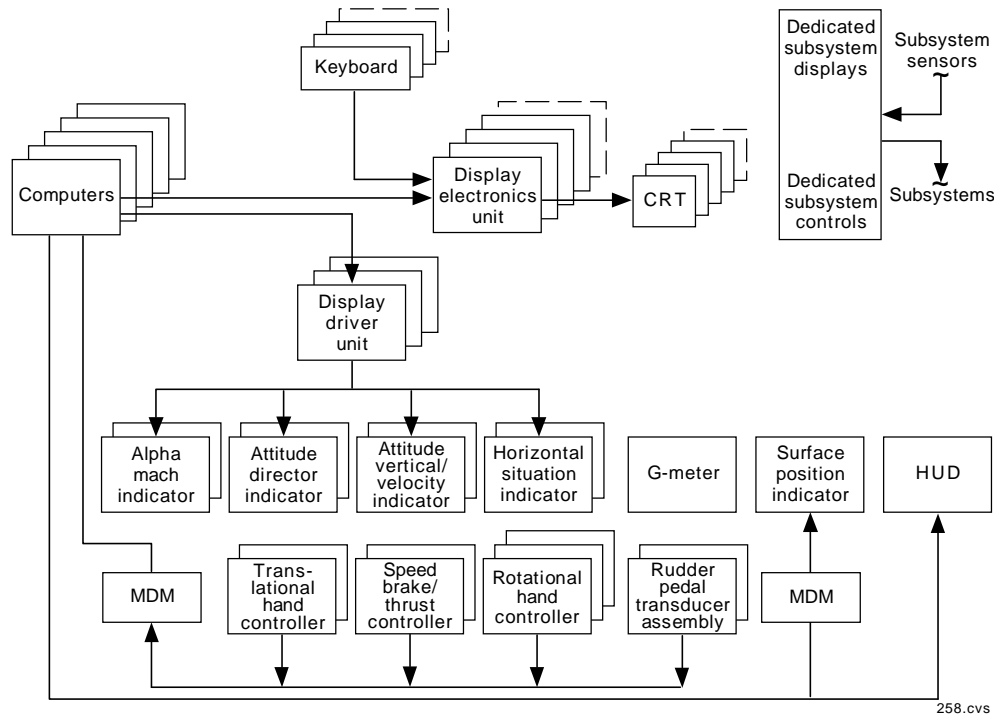 Keyboard
Dedicated
subsystem
displays
Subsystem
sensors
Computers
Display
electronics
unit
CRT
Dedicated
subsystem
controls
Subsystems
Display
driver
unit
Alpha
mach
indicator
Attitude
director
indicator
Attitude
vertical/
velocity
indicator
Horizontal
situation
indicator
G-meter
Surface
position
indicator
HUD
MDM
Trans-
lational
hand
controller
Speed
brake/
thrust
controller
Rotational
hand
controller
Rudder
pedal
transducer
assembly
MDM
258.cvs